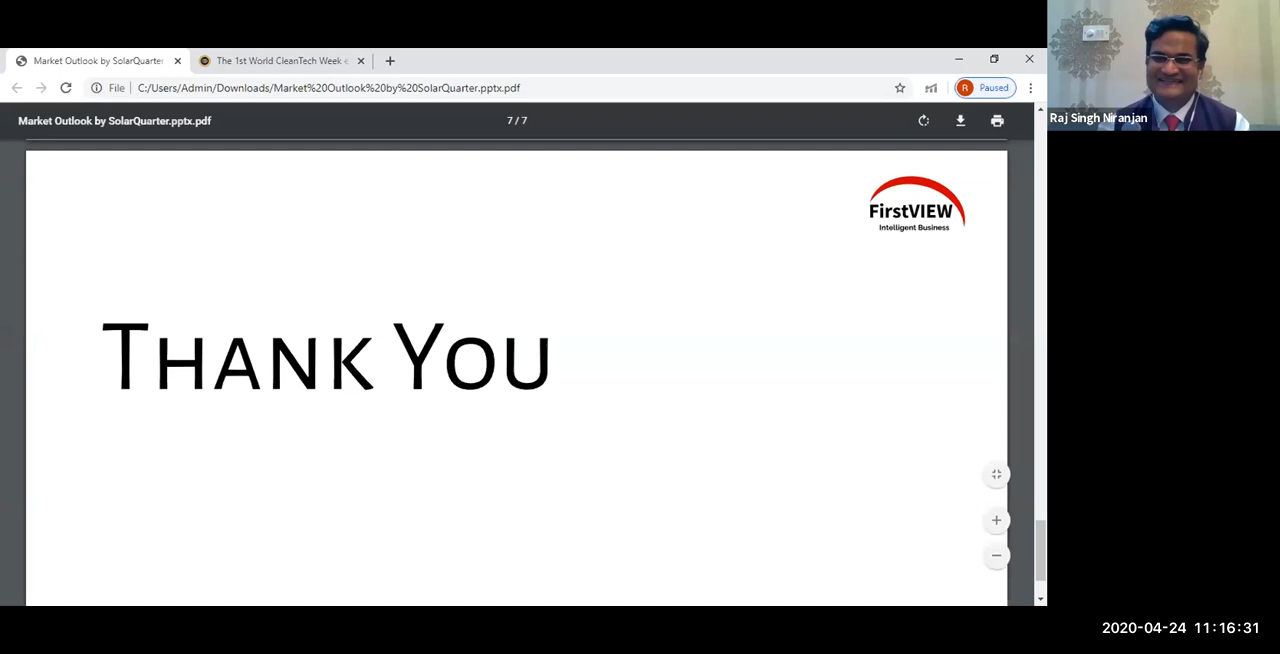 Market Outlook by SolarQuarter
The 1st World CleanTech Week e
File
C:/Users/Admin/Downloads/Market%20Outlook%20by%20SolarQuarter.pptx.pdf
R Paused
Market Outlook by SolarQuarter.pptx.pdf
7 / 7
Raj Singh Niranjan
FirstVIEW
Intelligent Business
THANK YOU
2020-04-24 11:16:31